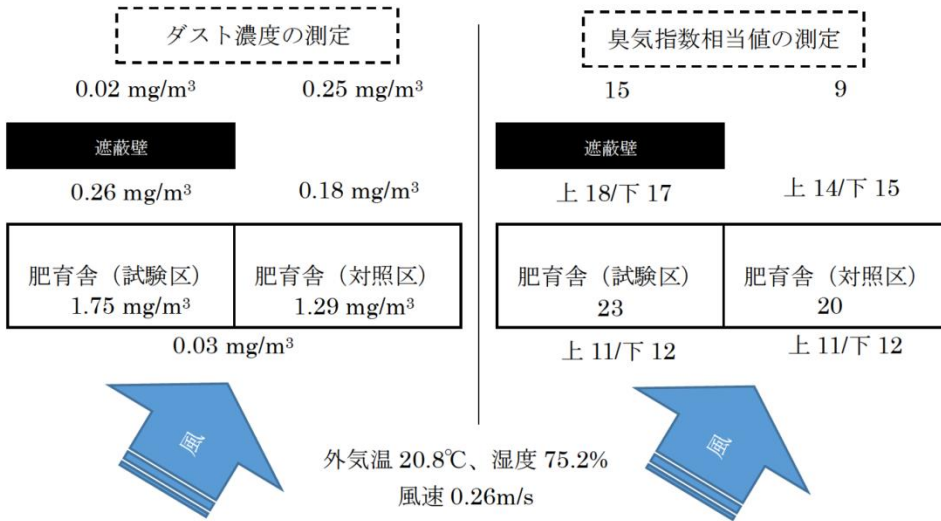 ダスト濃度の測定
0.02 mg/m³ 0.25 mg/m³
遮蔽壁
0.26 mg/m³ 0.18 mg/m³
肥育舎（試験区） 肥育舎（対照区）
1.75 mg/m³ 1.29 mg/m³
0.03 mg/m³
風
臭気指数相当値の測定
15 9
遮蔽壁
上 18/下 17 上 14/下 15
肥育舎（試験区） 肥育舎（対照区）
23 20
上 11/下 12 上 11/下 12
風
外気温 20.8℃、湿度 75.2%
風速 0.26m/s